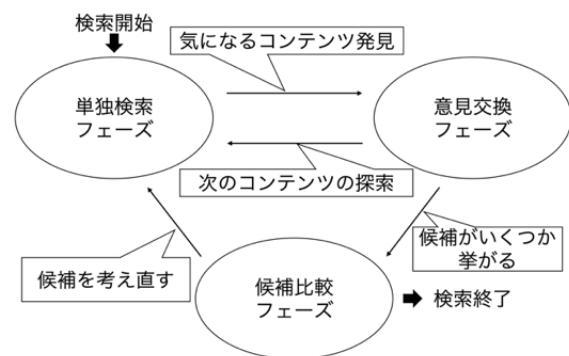 検索開始
気になるコンテンツ発見
単独検索
フェーズ
意見交換
フェーズ
次のコンテンツの探索
候補がいくつか
挙がる
候補を考え直す
候補比較
フェーズ
検索終了